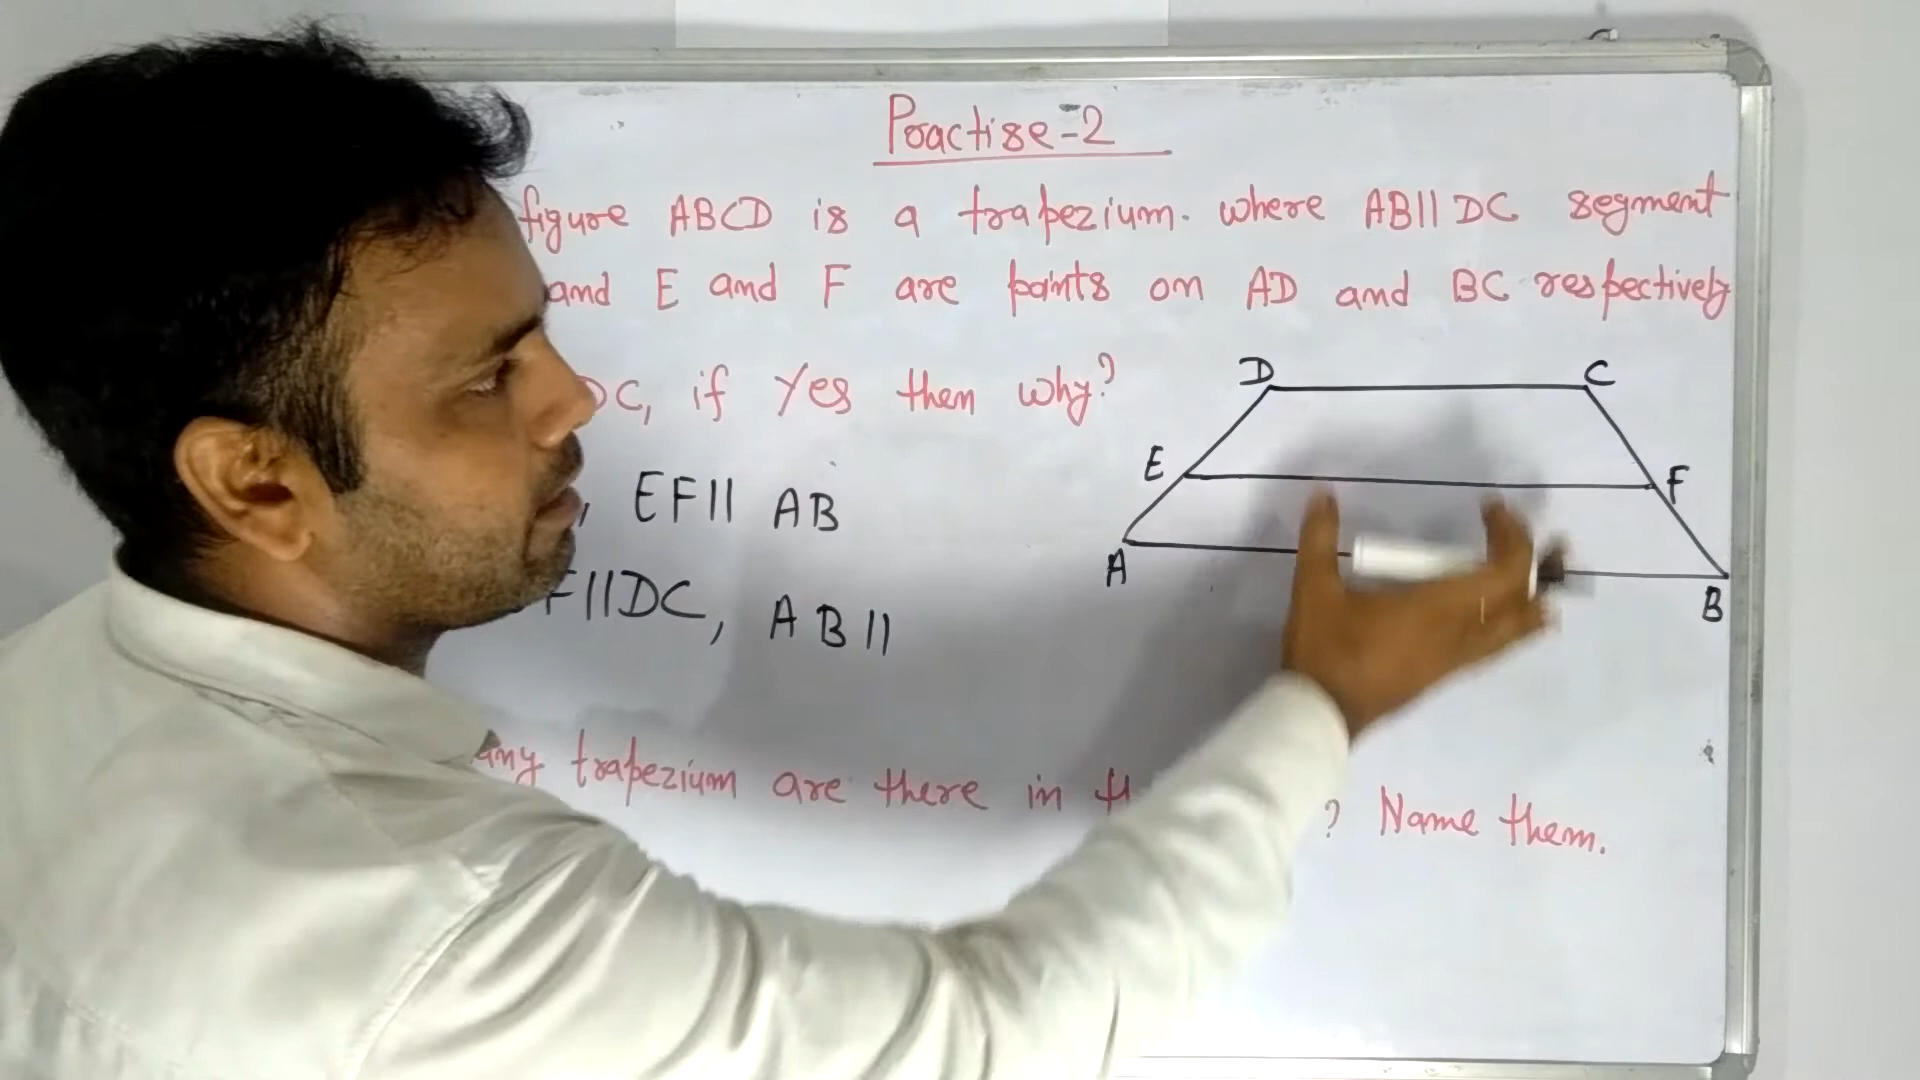 Practise-2
figure ABCD is a trapezium. where AB||DC segment
and E and F are points on AD and BC respectively
DC, if Yes then why?
D C
, EF|| AB
E F
F||DC, AB||
A B
any trapezium are there in ? Name them.